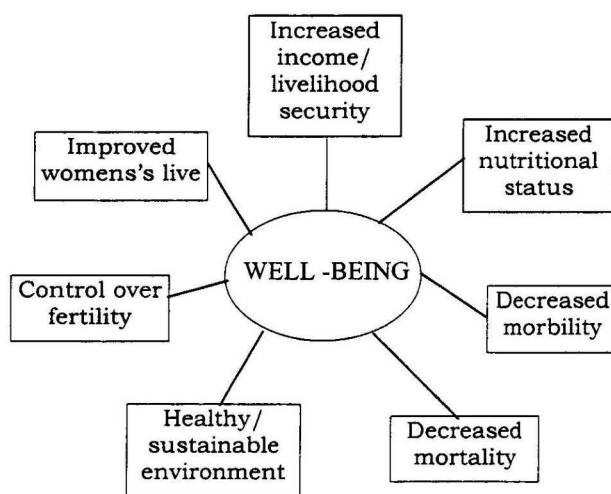 Increased
income/
livelihood
security
Improved
womens's live
Increased
nutritional
status
WELL -BEING
Control over
fertility
Decreased
morbility
Healthy/
sustainable
environment
Decreased
mortality